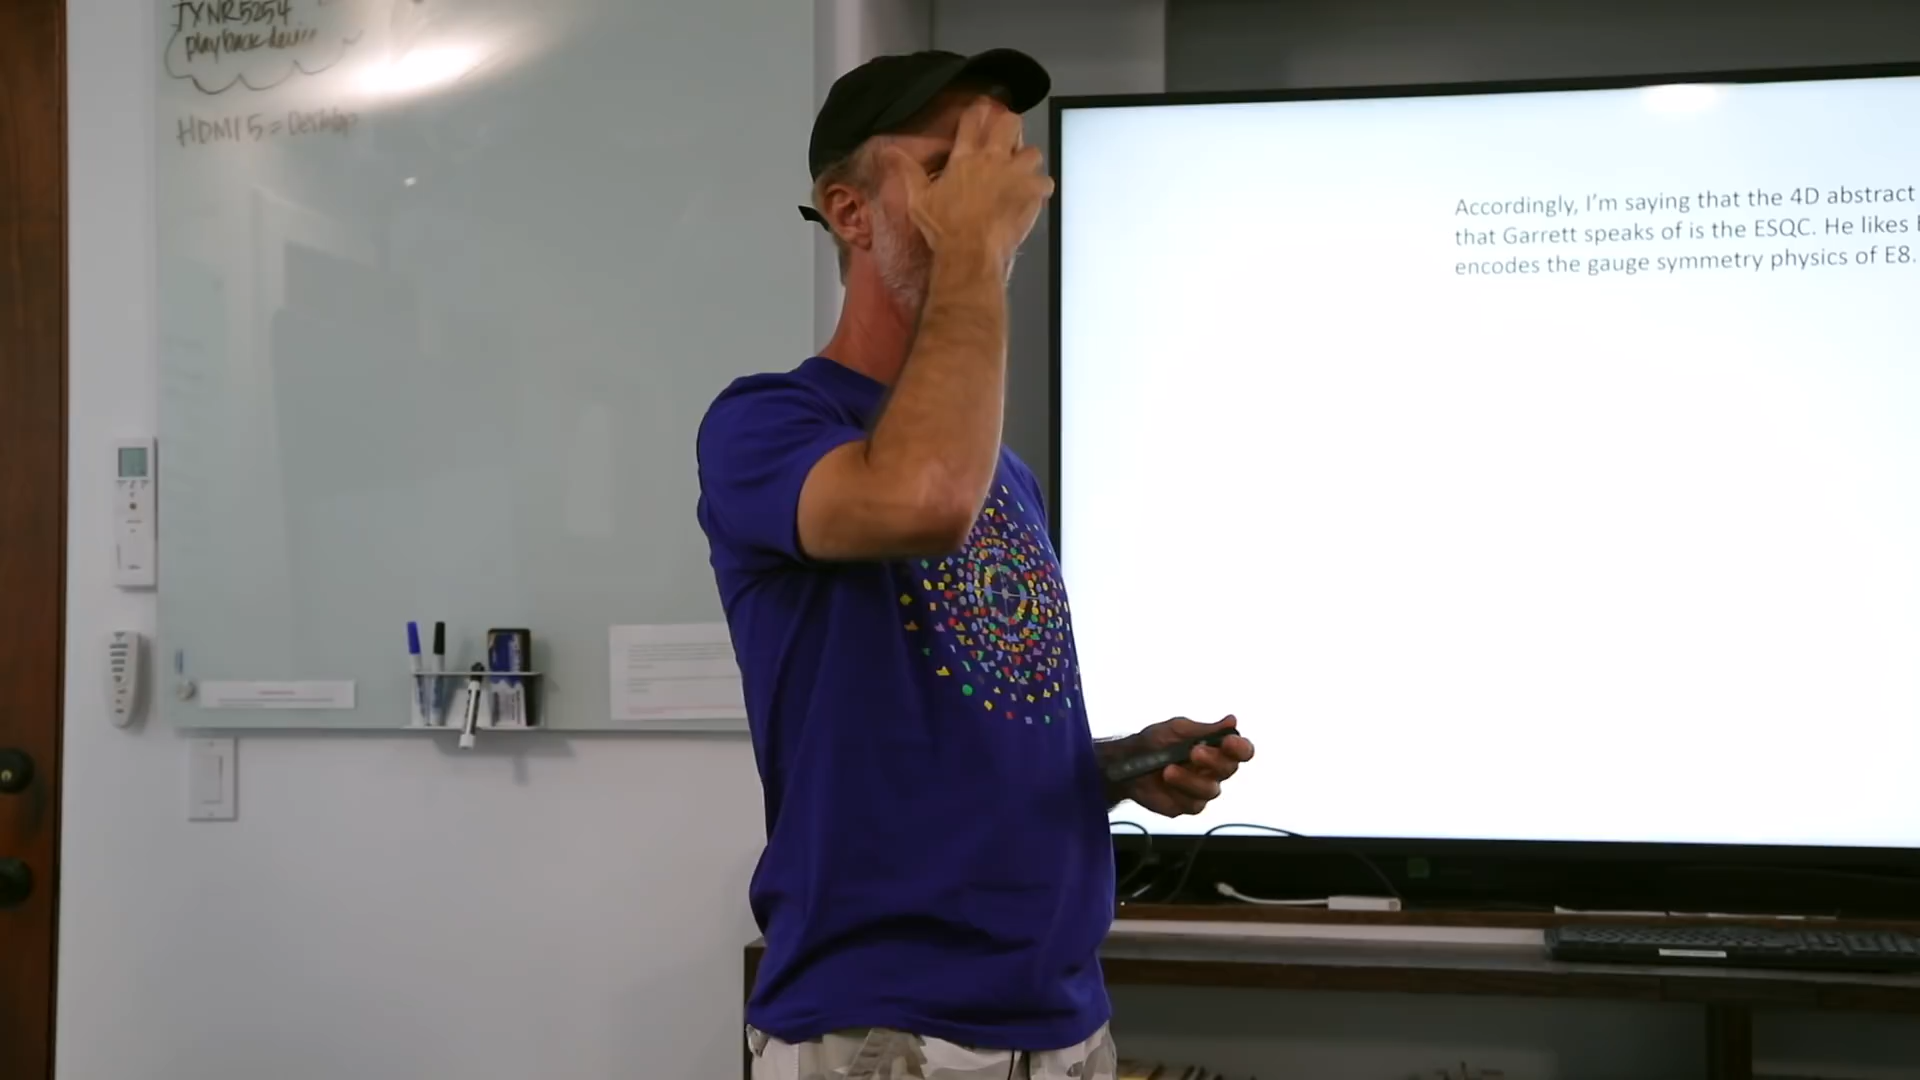 JYNR5254
playback device
HDMI 5 = Desktop
Accordingly, I'm saying that the 4D abstract
that Garrett speaks of is the ESQC. He likes
encodes the gauge symmetry physics of E8.